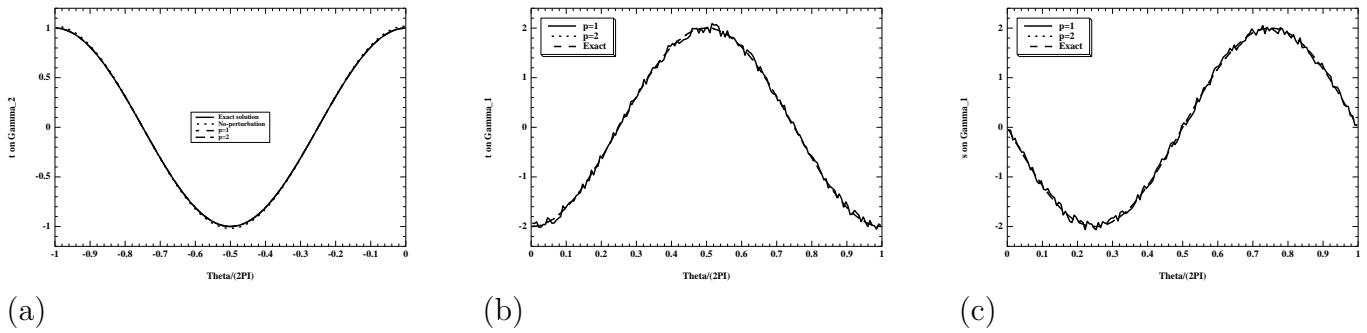 1
0.5
0
-0.5
-1
t on Gamma_2
Exact solution
No-perturbation
p=1
p=2
-1 -0.9 -0.8 -0.7 -0.6 -0.5 -0.4 -0.3 -0.2 -0.1 0
Theta/(2PI)
(a)
p=1
p=2
Exact
2
1
0
-1
-2
t on Gamma_1
0 0.1 0.2 0.3 0.4 0.5 0.6 0.7 0.8 0.9 1
Theta/(2PI)
(b)
p=1
p=2
Exact
2
1
0
-1
-2
s on Gamma_1
0 0.1 0.2 0.3 0.4 0.5 0.6 0.7 0.8 0.9 1
Theta/(2PI)
(c)